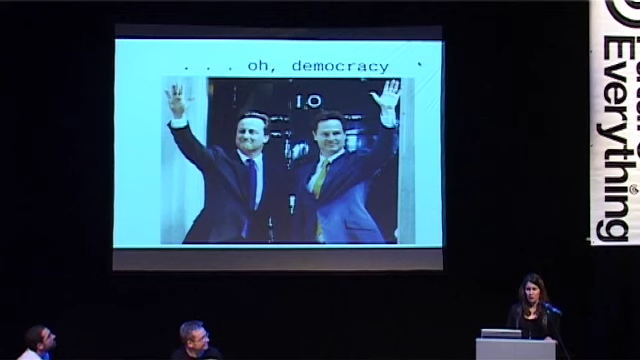 . . . oh, democracy
10
Everything